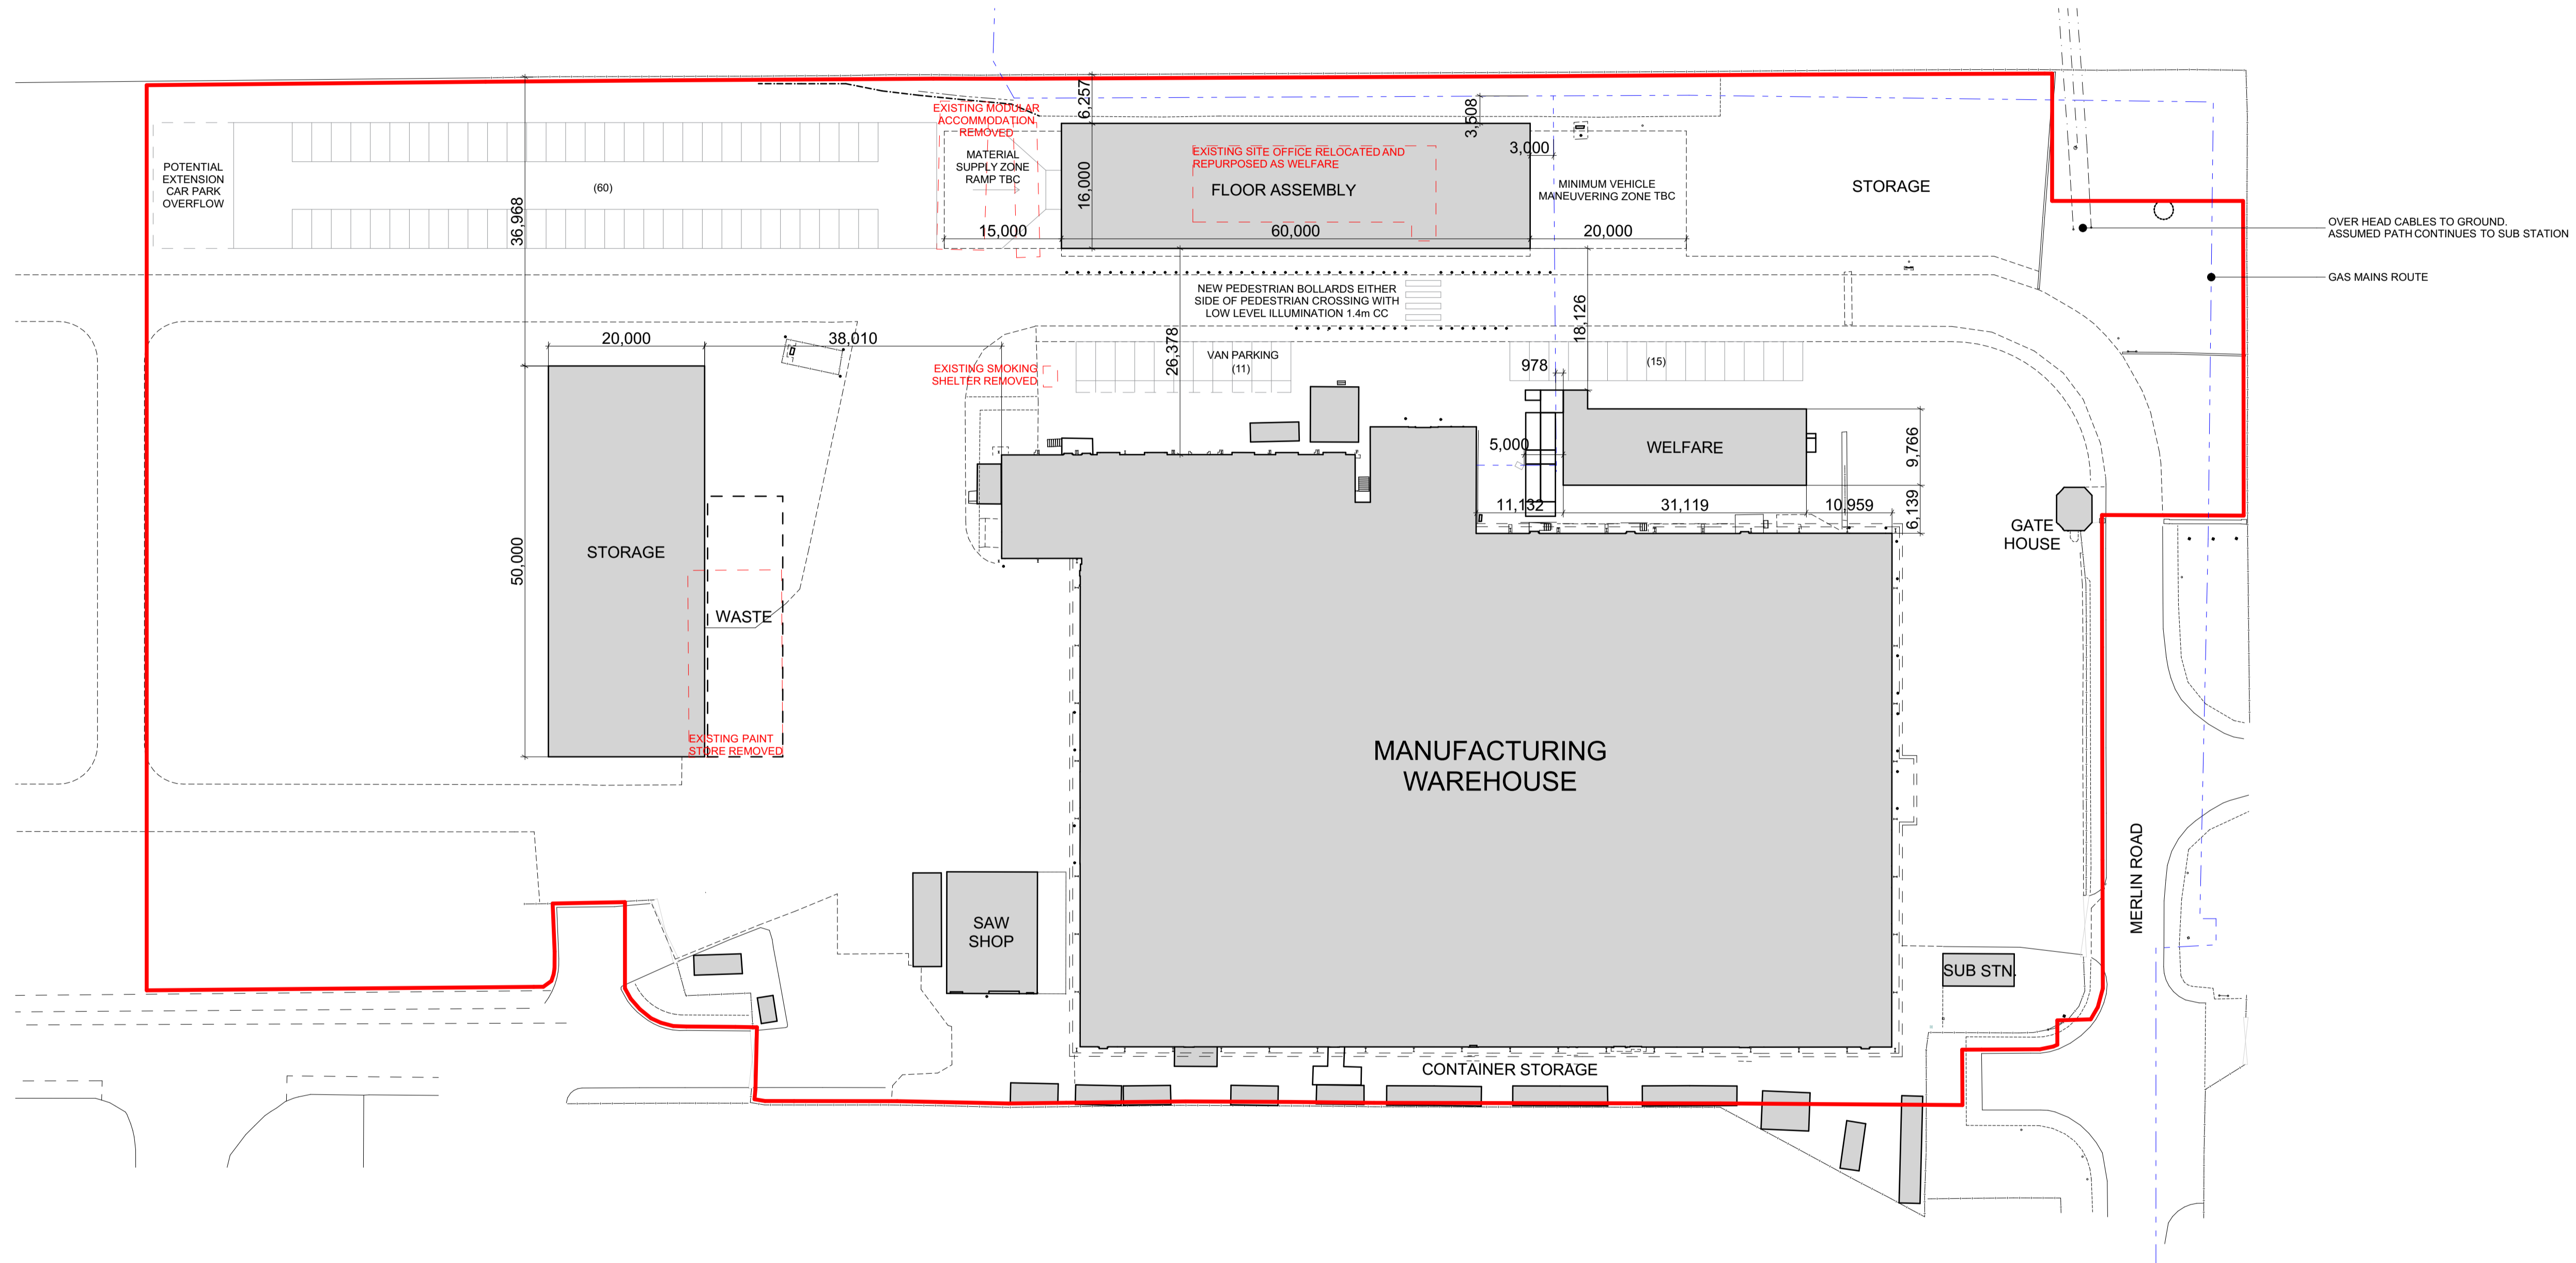 6,257
3,508
EXISTING MODULAR
ACCOMMODATION
REMOVED
MATERIAL
SUPPLY ZONE
RAMP TBC
POTENTIAL
EXTENSION
CAR PARK
OVERFLOW
(60)
36,968
16,000
EXISTING SITE OFFICE RELOCATED AND
REPURPOSED AS WELFARE
FLOOR ASSEMBLY
3,000
MINIMUM VEHICLE
MANEUVERING ZONE TBC
STORAGE
15,000
60,000
20,000
OVER HEAD CABLES TO GROUND.
ASSUMED PATH CONTINUES TO SUB STATION
GAS MAINS ROUTE
NEW PEDESTRIAN BOLLARDS EITHER
SIDE OF PEDESTRIAN CROSSING WITH
LOW LEVEL ILLUMINATION 1.4m CC
18,126
20,000
38,010
26,378
VAN PARKING
(11)
978
(15)
EXISTING SMOKING
SHELTER REMOVED
5,000
WELFARE
9,766
11,132
31,119
10,959
6,139
GATE
HOUSE
50,000
STORAGE
WASTE
EXISTING PAINT
STORE REMOVED
MANUFACTURING
WAREHOUSE
MERLIN ROAD
SAW
SHOP
SUB STN.
CONTAINER STORAGE